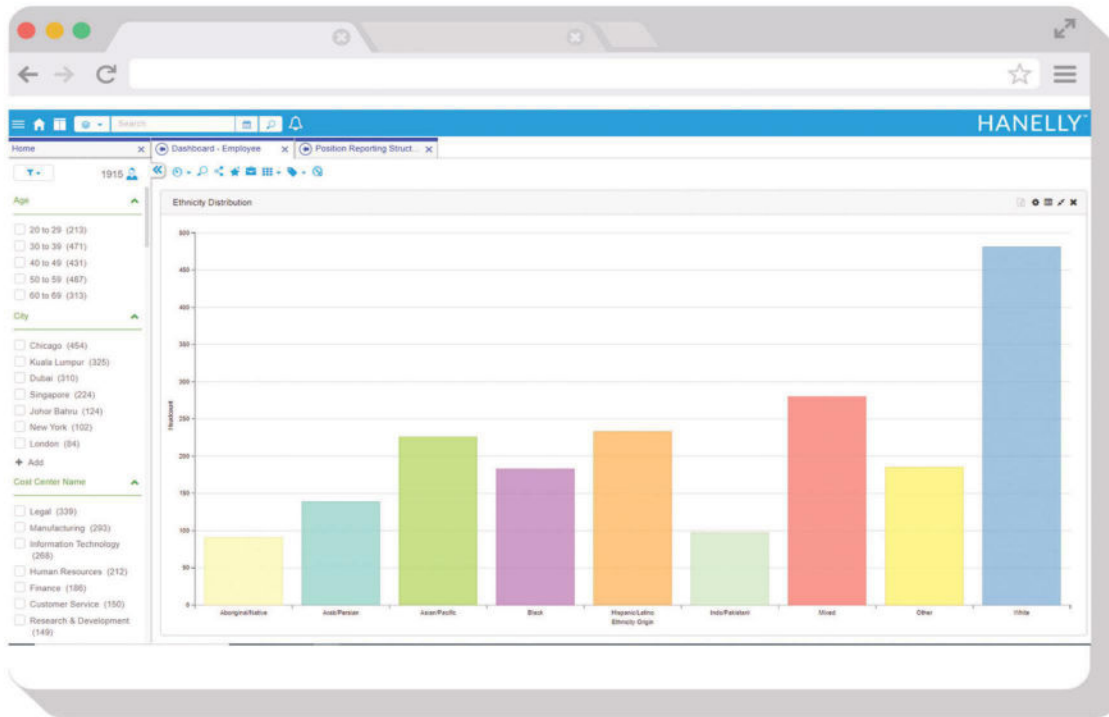 Search
HANELLY
Home
Dashboard - Employee
Position Reporting Struct...
1915
Age
20 to 29 (213)
30 to 39 (471)
40 to 49 (431)
50 to 59 (487)
60 to 69 (313)
City
Chicago (454)
Kuala Lumpur (325)
Dubai (310)
Singapore (224)
Johor Bahru (124)
New York (102)
London (84)
Add
Cost Center Name
Legal (339)
Manufacturing (293)
Information Technology
(268)
Human Resources (212)
Finance (186)
Customer Service (150)
Research & Development
(149)
Ethnicity Distribution
500
450
400
350
300
250
200
150
100
50
0
Headcount
Aboriginal/Native
Arab/Persian
Asian/Pacific
Black
Hispanic/Latino
Indo/Pakistani
Mixed
Other
White
Ethnicity Origin